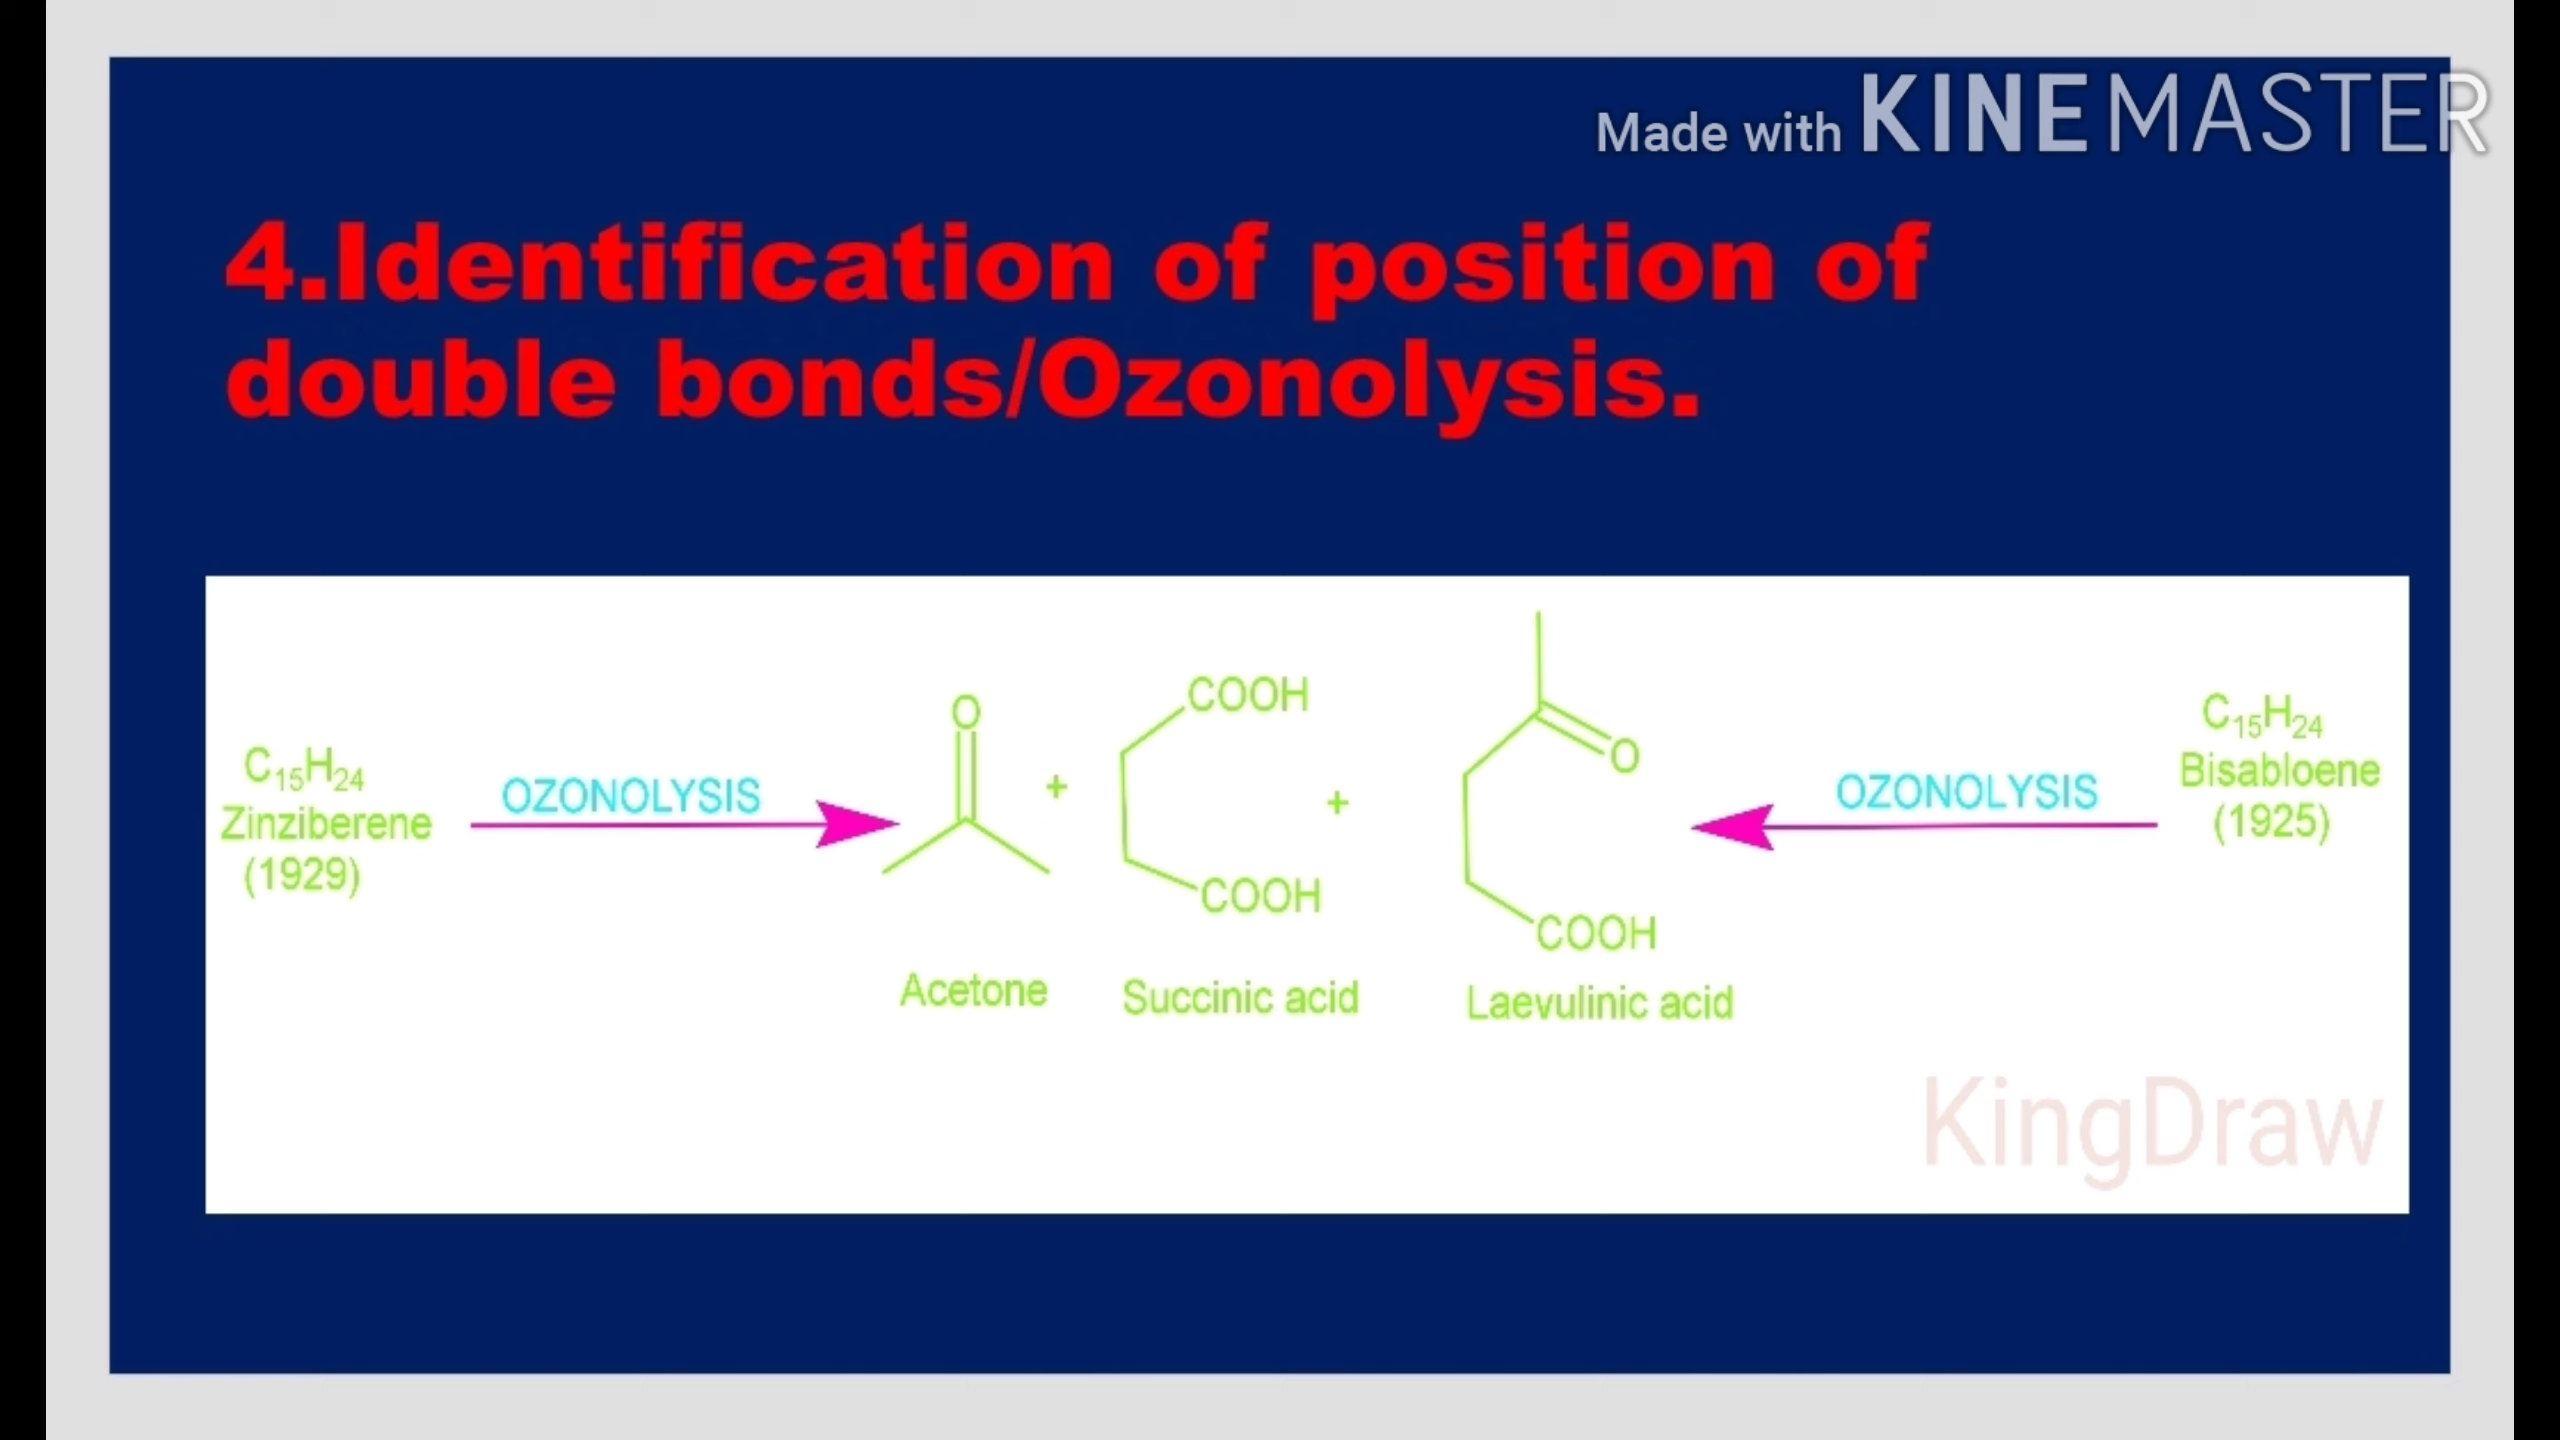 Made with KINEMASTER
4.Identification of position of
double bonds/Ozonolysis.
C15H24
Zinziberene
(1929)
OZONOLYSIS
O
+
COOH
COOH
+
O
COOH
OZONOLYSIS
C15H24
Bisabloene
(1925)
Acetone
Succinic acid
Laevulinic acid
KingDraw